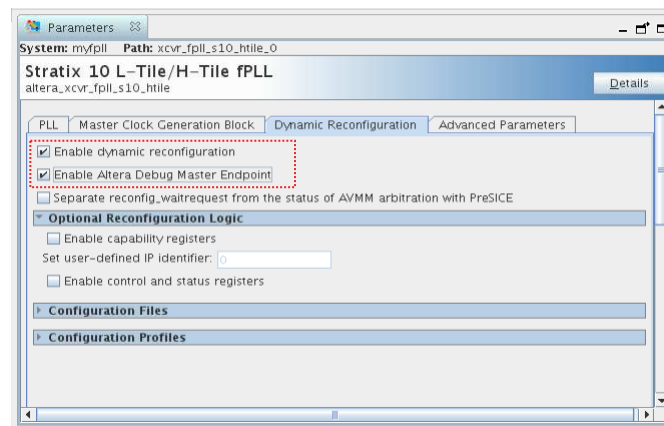 Parameters
System: myfpll Path: xcvr_fpll_s10_htile_0
Stratix 10 L-Tile/H-Tile fPLL
altera_xcvr_fpll_s10_htile
Details
PLL Master Clock Generation Block Dynamic Reconfiguration Advanced Parameters
Enable dynamic reconfiguration
Enable Altera Debug Master Endpoint
Separate reconfig_waitrequest from the status of AVMM arbitration with PreSICE
Optional Reconfiguration Logic
Enable capability registers
Set user-defined IP identifier: 0
Enable control and status registers
Configuration Files
Configuration Profiles